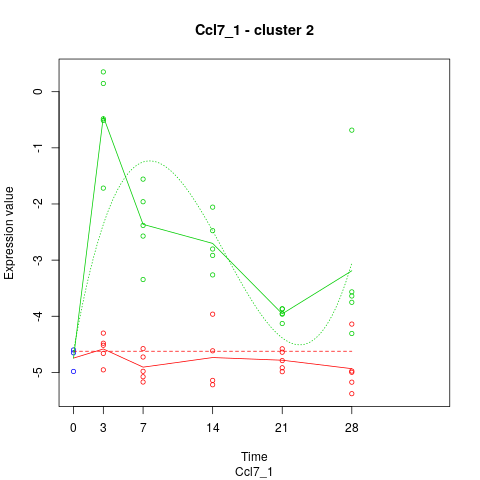 Ccl7_1 - cluster 2
Expression value
0
-1
-2
-3
-4
-5
0 3 7 14 21 28
Time
Ccl7_1